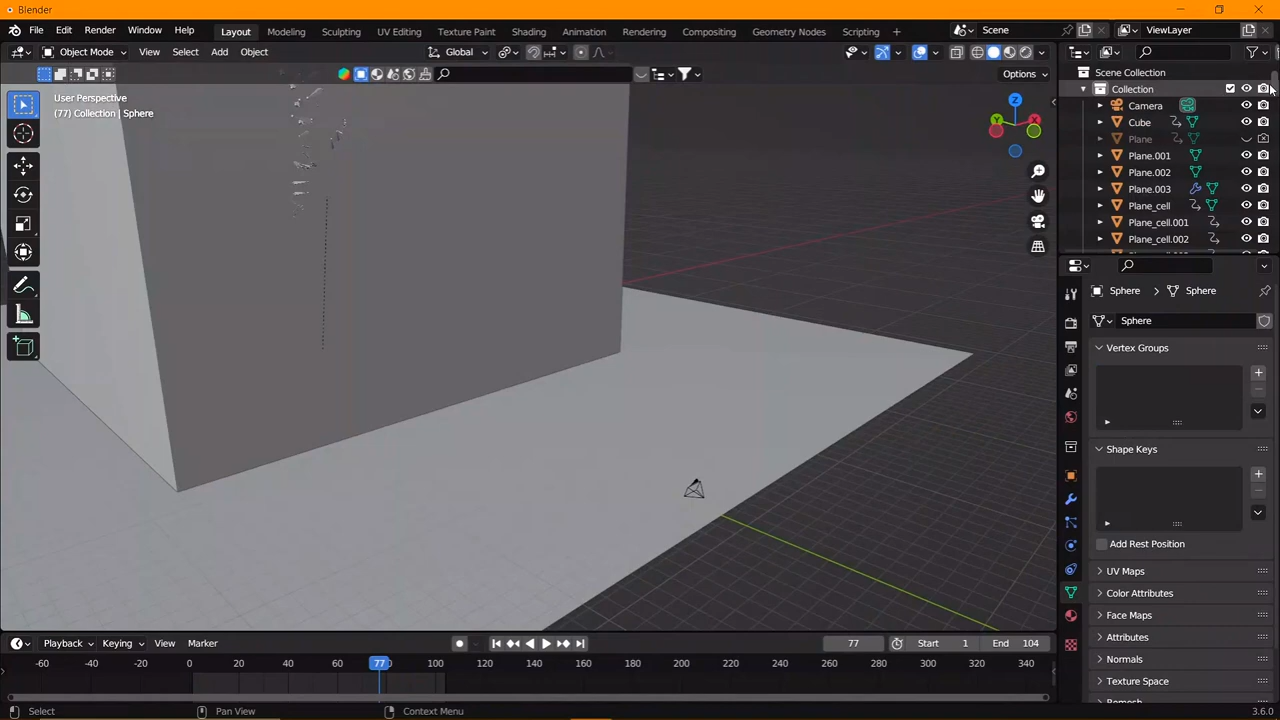 Blender
File Edit Render Window Help Layout Modeling Sculpting UV Editing Texture Paint Shading Animation Rendering Compositing Geometry Nodes Scripting + Scene ViewLayer
Object Mode View Select Add Object Global
Options
User Perspective
(77) Collection | Sphere
Z
Y
X
Scene Collection
Collection
Camera
Cube
Plane
Plane.001
Plane.002
Plane.003
Plane_cell
Plane_cell.001
Plane_cell.002
Sphere > Sphere
Sphere
Vertex Groups
Shape Keys
Add Rest Position
UV Maps
Color Attributes
Face Maps
Attributes
Normals
Texture Space
Playback Keying View Marker 77 Start 1 End 104
-60 -40 -20 0 20 40 60 77 100 120 140 160 180 200 220 240 260 280 300 320 340
Select Pan View Context Menu 3.6.0